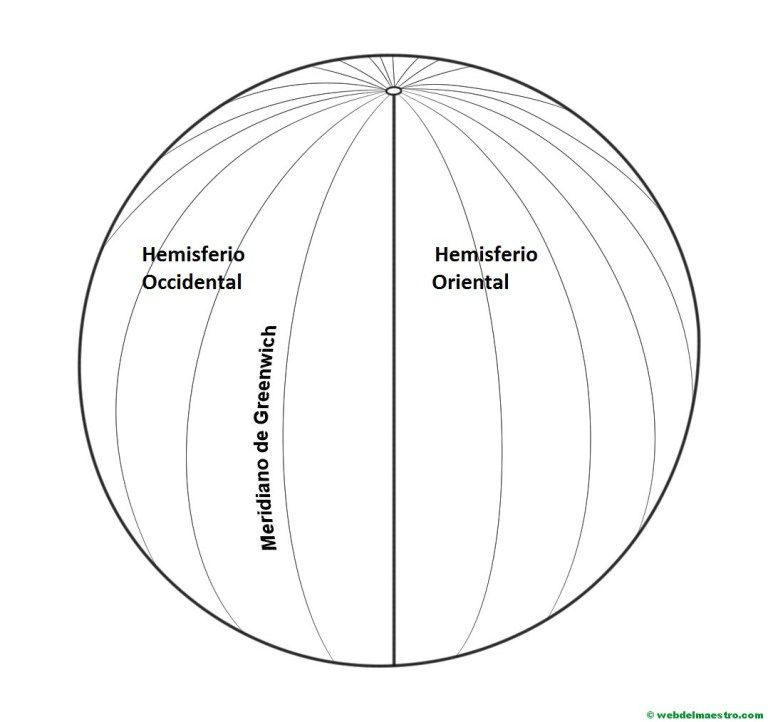 Hemisferio
Occidental
Hemisferio
Oriental
Meridiano de Greenwich
© webdelmaestro.com